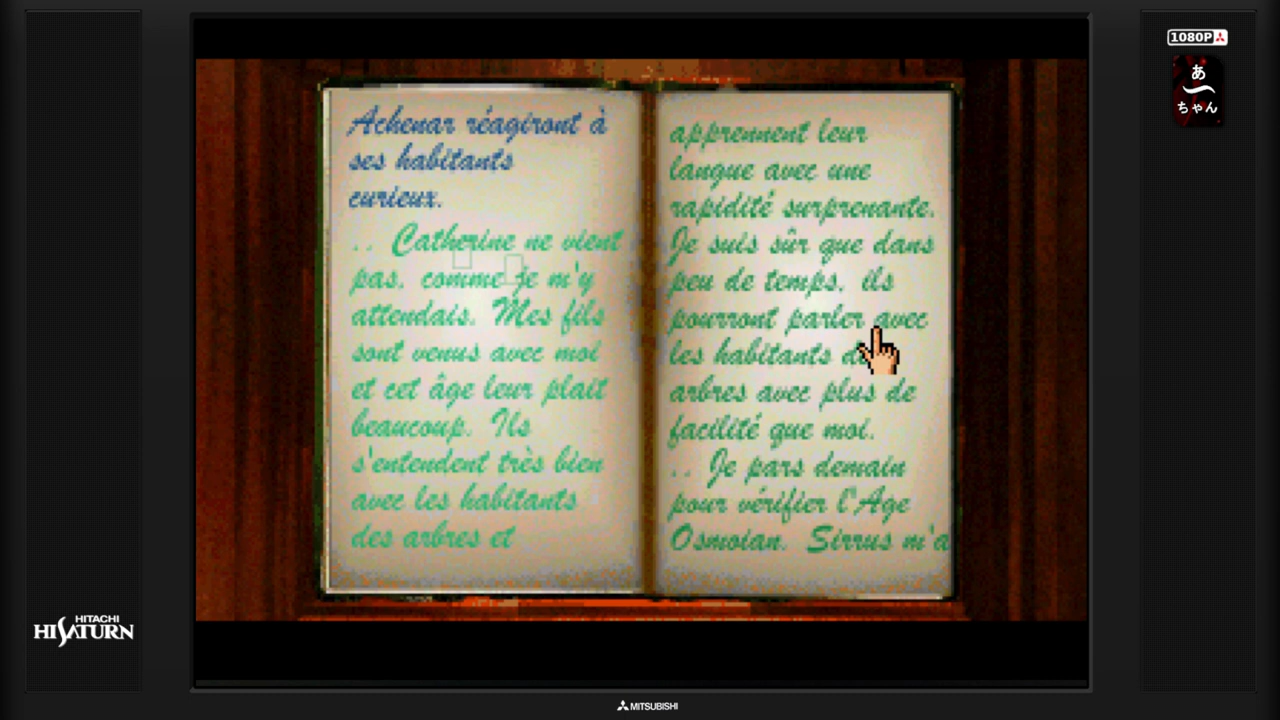 Achenar réagiront à
ses habitants
curieux.
.. Catherine ne vient
pas, comme je m'y
attendais. Mes fils
sont venus avec moi
et cet âge leur plait
beaucoup. Ils
s'entendent très bien
avec les habitants
des arbres et
apprennent leur
langue avec une
rapidité surprenante.
Je suis sûr que dans
peu de temps, ils
pourront parler avec
les habitants
arbres avec plus de
facilité que moi.
.. Je pars demain
pour vérifier l'Age
Osmoian. Sirrus m'a
1080P
あ
ー
ちゃん
HITACHI
HISATURN
MITSUBISHI